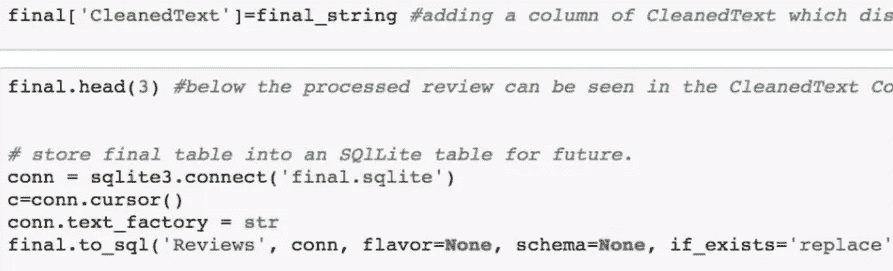 final['CleanedText']=final_string #adding a column of CleanedText which
final.head(3) #below the processed review can be seen in the CleanedText
# store final table into an SQlLite table for future.
conn = sqlite3.connect('final.sqlite')
c=conn.cursor()
conn.text_factory = str
final.to_sql('Reviews', conn, flavor=None, schema=None, if_exists='replace'